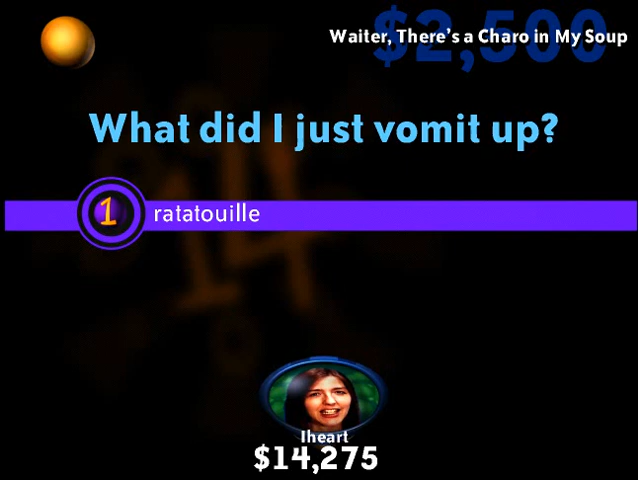 $2,500
Waiter, There's a Charo in My Soup
What did I just vomit up?
1 ratatouille
Iheart
$14,275